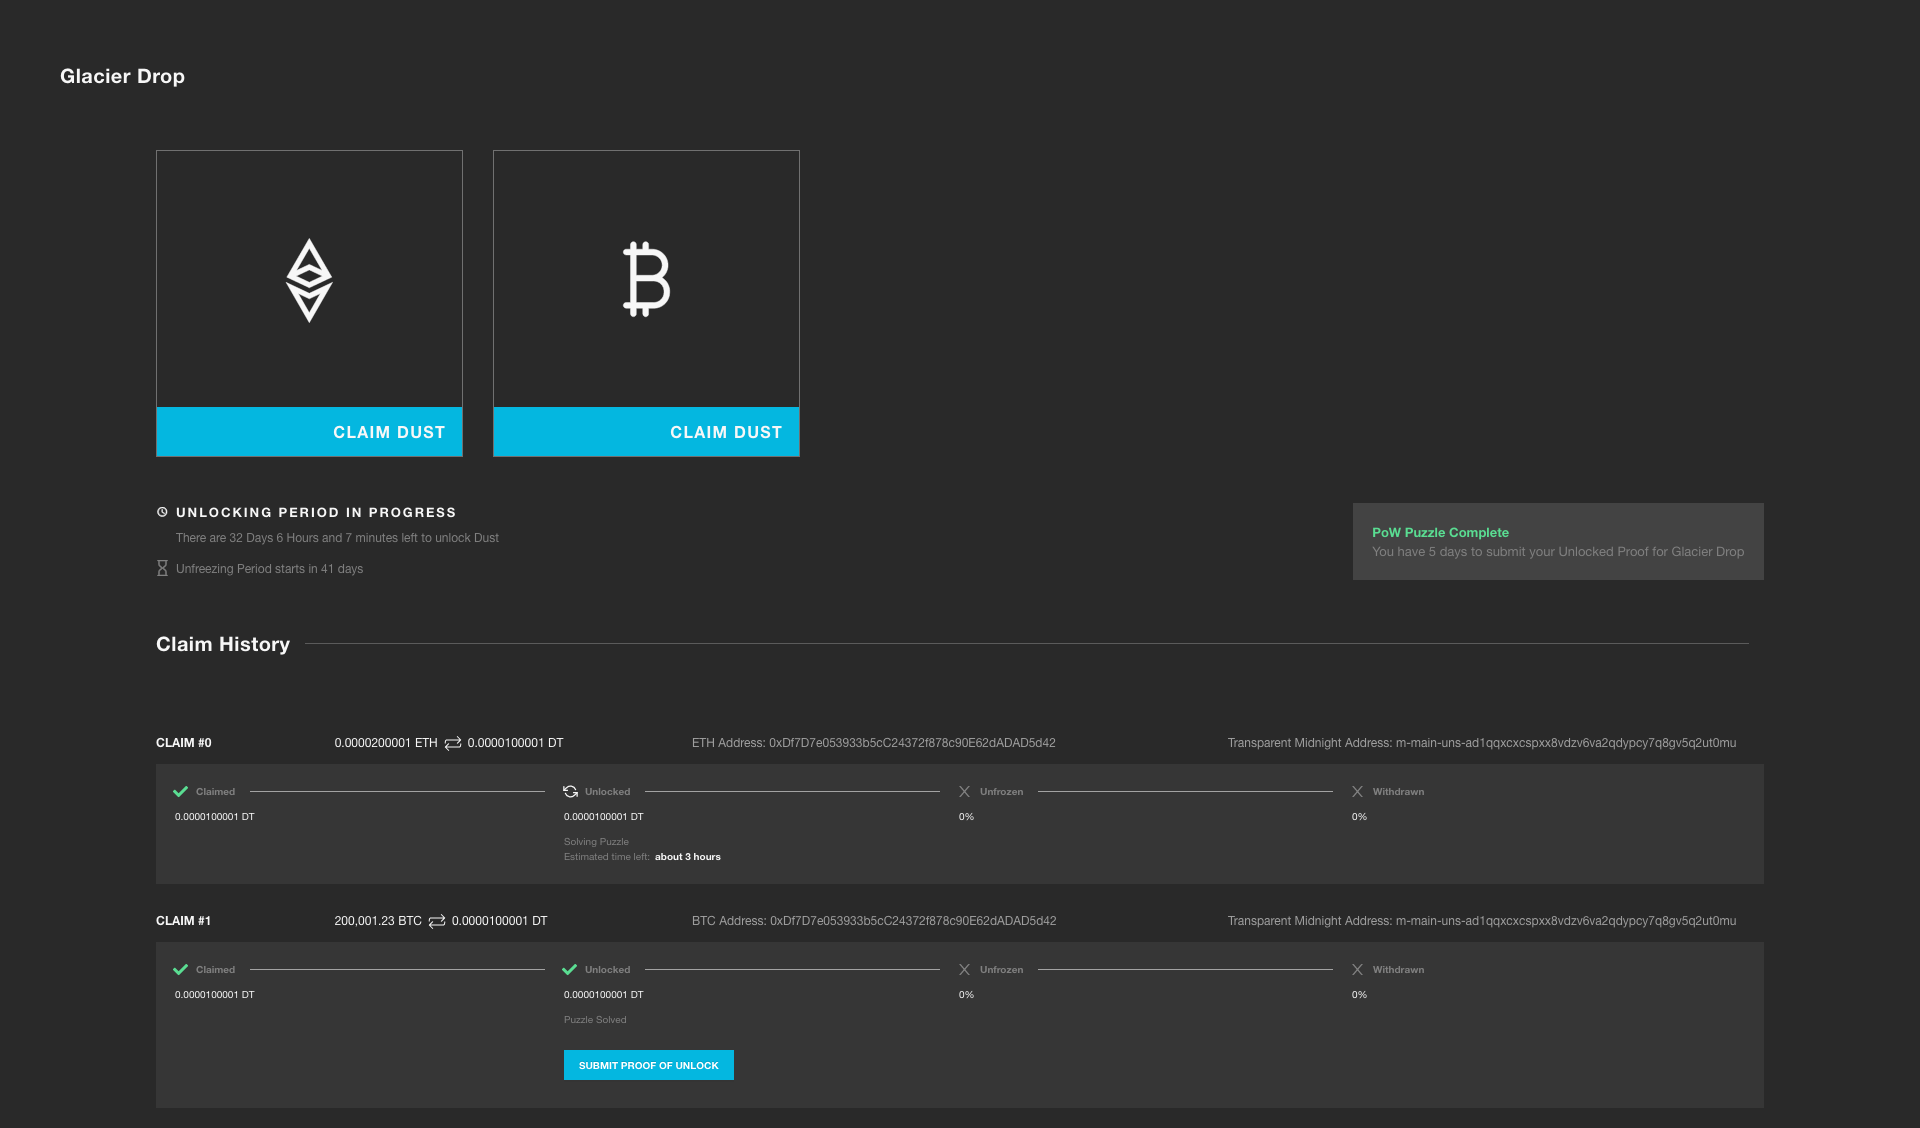 Glacier Drop
CLAIM DUST
CLAIM DUST
UNLOCKING PERIOD IN PROGRESS
There are 32 Days 6 Hours and 7 minutes left to unlock Dust
Unfreezing Period starts in 41 days
PoW Puzzle Complete
You have 5 days to submit your Unlocked Proof for Glacier Drop
Claim History
CLAIM #0 0.0000200001 ETH 0.0000100001 DT ETH Address: 0xDf7D7e053933b5cC24372f878c90E62dADAD5d42 Transparent Midnight Address: m-main-uns-ad1qqxcxcspxx8vdzv6va2qdypcy7q8gv5q2ut0mu
Claimed Unlocked Unfrozen Withdrawn
0.0000100001 DT 0.0000100001 DT 0% 0%
Solving Puzzle
Estimated time left: about 3 hours
CLAIM #1 200,001.23 BTC 0.0000100001 DT BTC Address: 0xDf7D7e053933b5cC24372f878c90E62dADAD5d42 Transparent Midnight Address: m-main-uns-ad1qqxcxcspxx8vdzv6va2qdypcy7q8gv5q2ut0mu
Claimed Unlocked Unfrozen Withdrawn
0.0000100001 DT 0.0000100001 DT 0% 0%
Puzzle Solved
SUBMIT PROOF OF UNLOCK